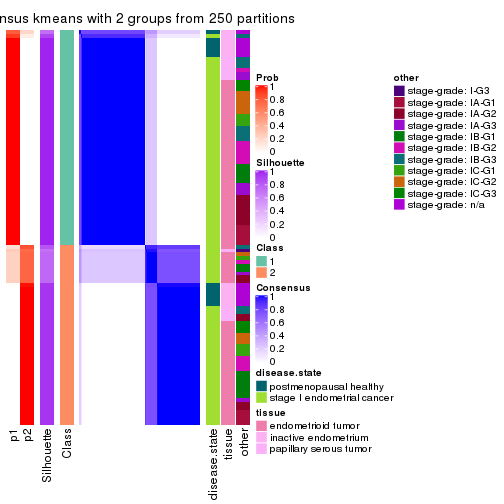 nsus kmeans with 2 groups from 250 partitions
Prob
1
0.8
0.6
0.4
0.2
0
Silhouette
1
0.8
0.6
0.4
0.2
0
Class
1
2
Consensus
1
0.8
0.6
0.4
0.2
0
disease.state
postmenopausal healthy
stage I endometrial cancer
tissue
endometrioid tumor
inactive endometrium
papillary serous tumor
other
stage-grade: I-G3
stage-grade: IA-G1
stage-grade: IA-G2
stage-grade: IA-G3
stage-grade: IB-G1
stage-grade: IB-G2
stage-grade: IB-G3
stage-grade: IC-G1
stage-grade: IC-G2
stage-grade: IC-G3
stage-grade: n/a
p1
p2
Silhouette
Class
disease.state
tissue
other